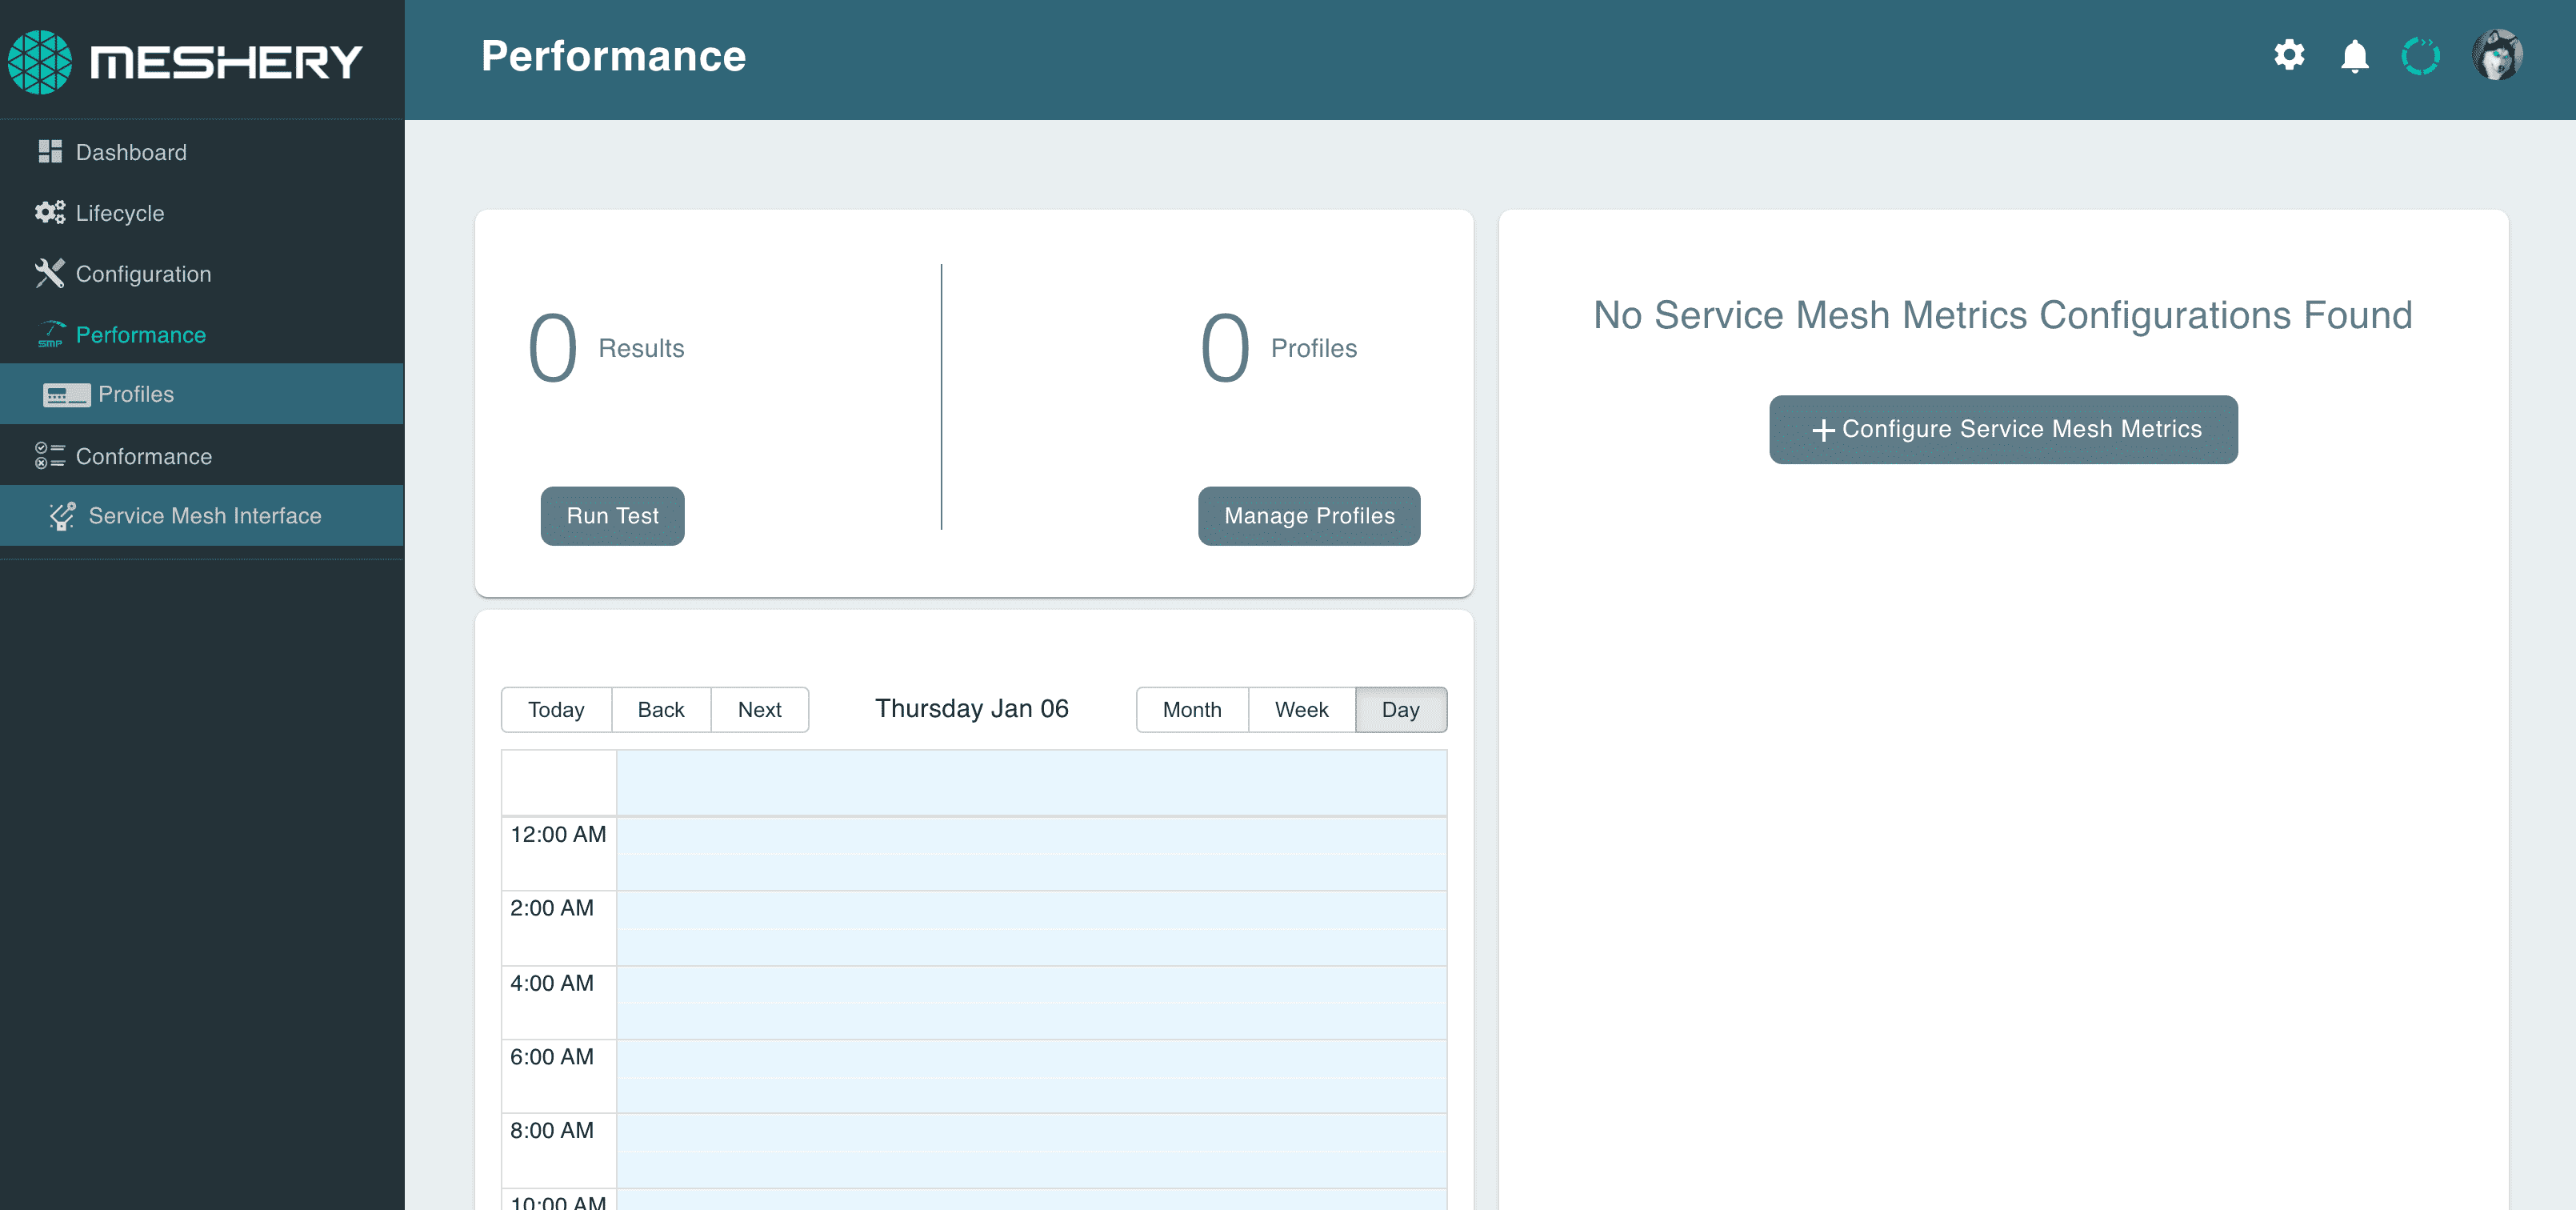 MESHERY
Performance
Dashboard
Lifecycle
Configuration
SMP
Performance
Profiles
Conformance
Service Mesh Interface
0 Results
0 Profiles
Run Test
Manage Profiles
No Service Mesh Metrics Configurations Found
+ Configure Service Mesh Metrics
Today Back Next
Thursday Jan 06
Month Week Day
12:00 AM
2:00 AM
4:00 AM
6:00 AM
8:00 AM
10:00 AM